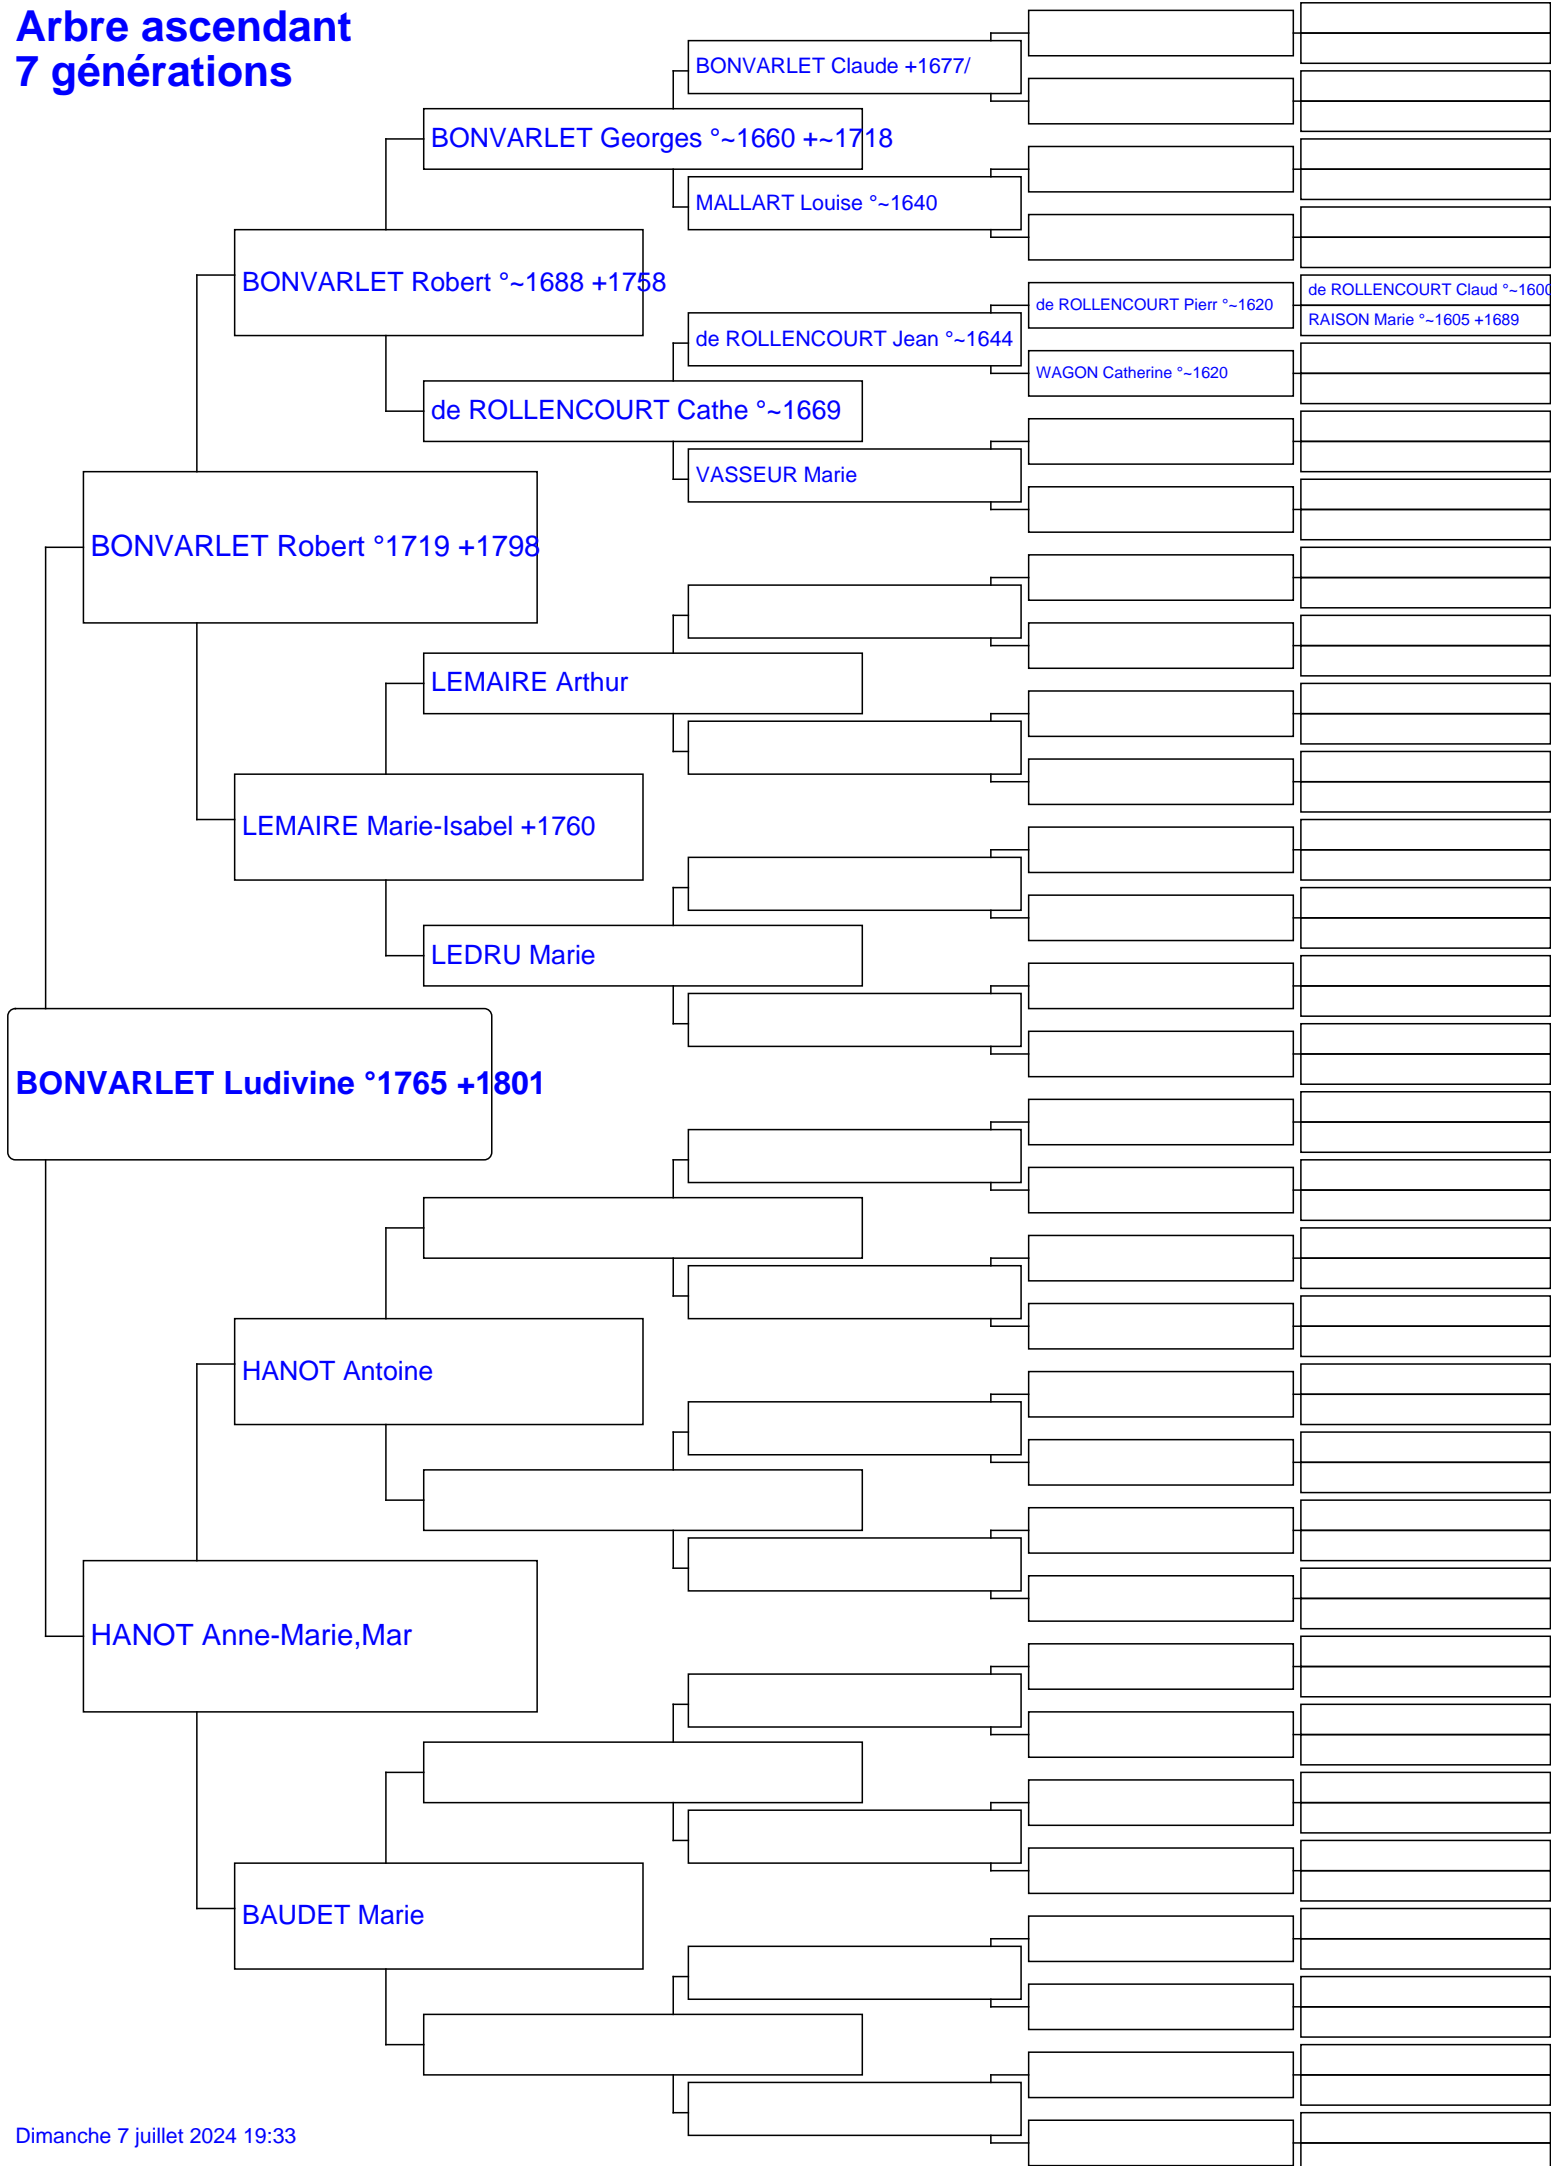 Arbre ascendant
7 générations
BONVARLET Claude +1677/
BONVARLET Georges °~1660 +~1718
MALLART Louise °~1640
BONVARLET Robert °~1688 +1758
de ROLLENCOURT Claud °~1600
de ROLLENCOURT Pierr °~1620
RAISON Marie °~1605 +1689
de ROLLENCOURT Jean °~1644
WAGON Catherine °~1620
de ROLLENCOURT Cathe °~1669
VASSEUR Marie
BONVARLET Robert °1719 +1798
LEMAIRE Arthur
LEMAIRE Marie-Isabel +1760
LEDRU Marie
BONVARLET Ludivine °1765 +1801
HANOT Antoine
HANOT Anne-Marie,Mar
BAUDET Marie
Dimanche 7 juillet 2024 19:33